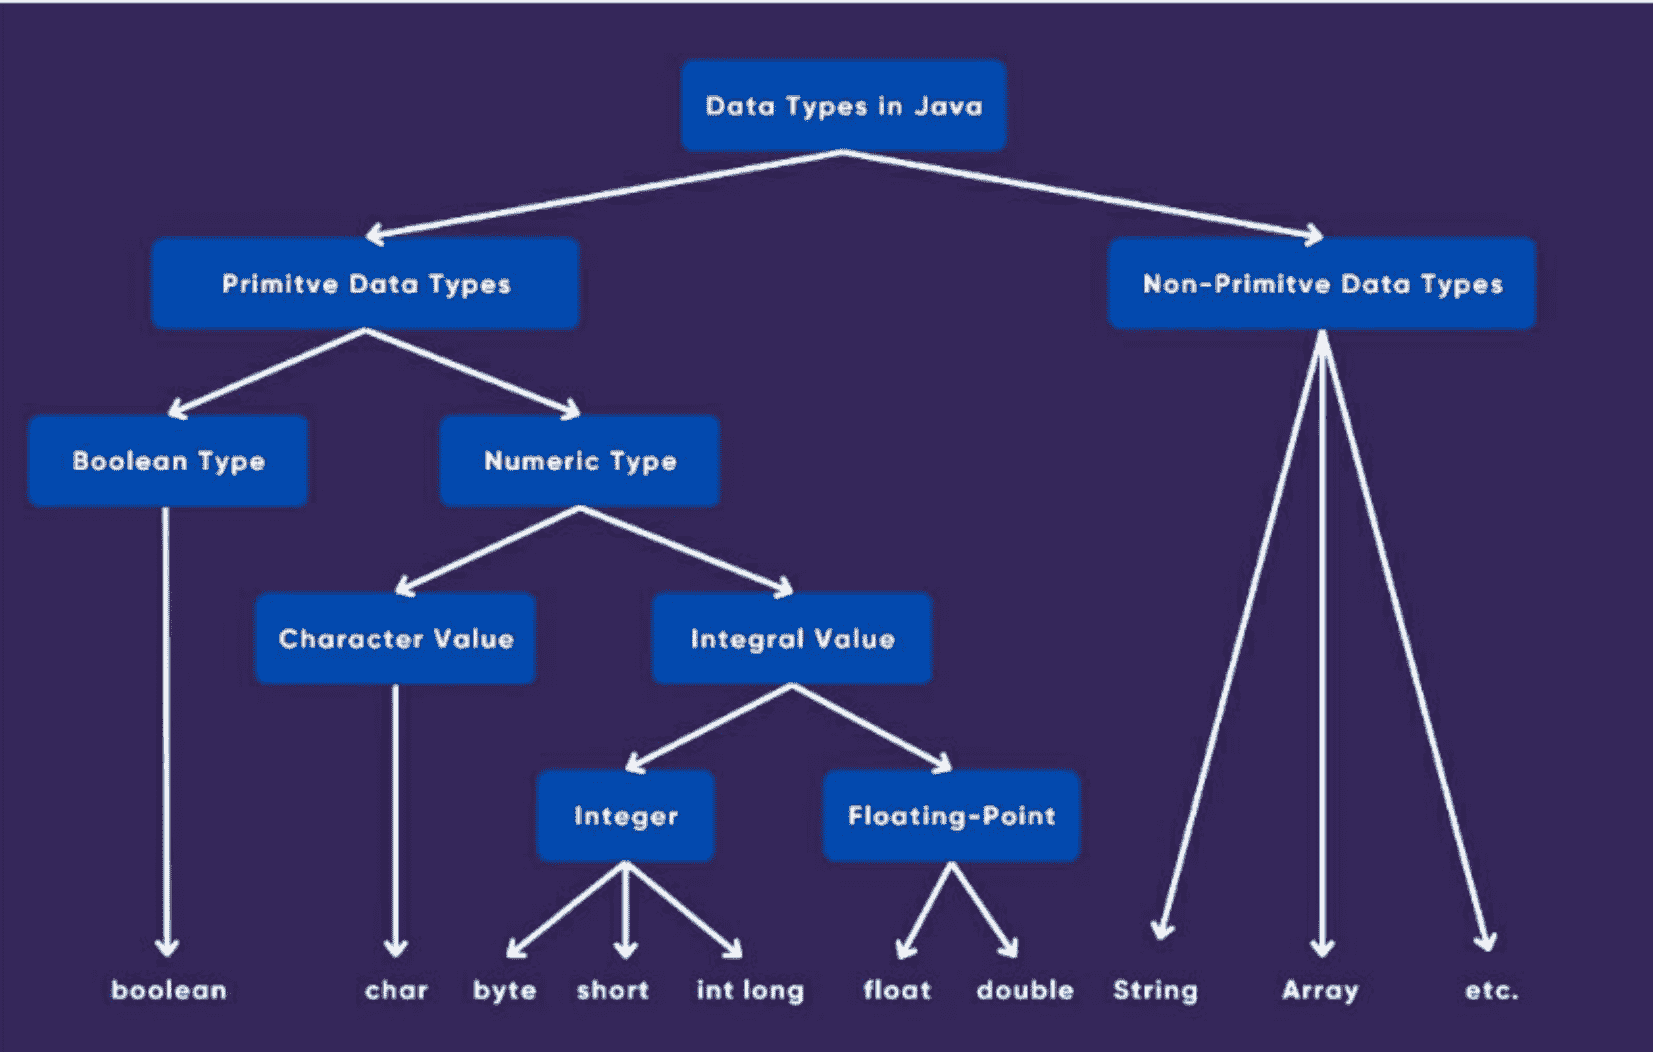 Data Types in Java
Primitve Data Types
Non-Primitve Data Types
Boolean Type
Numeric Type
Character Value
Integral Value
Integer
Floating-Point
boolean
char
byte
short
int long
float
double
String
Array
etc.